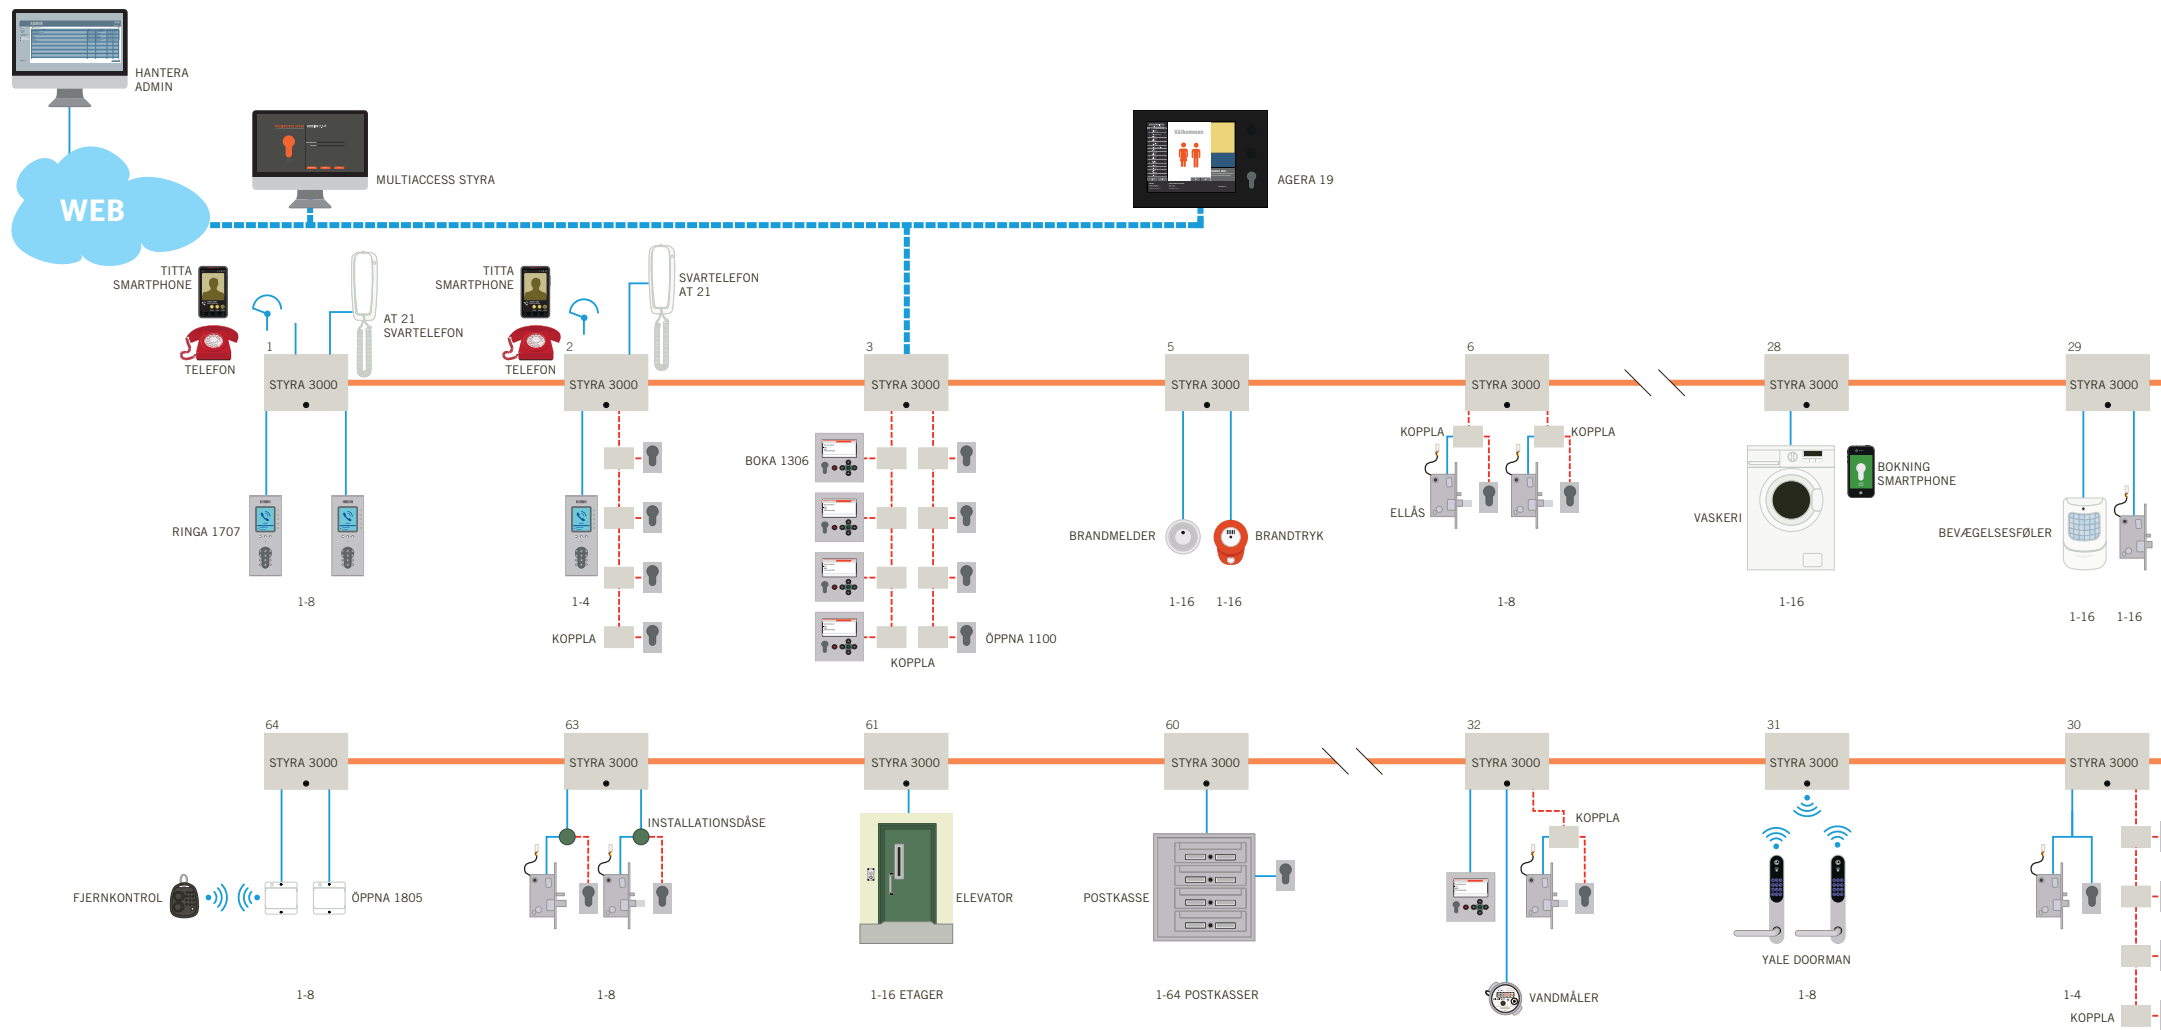 HANTERA
ADMIN
WEB
MULTIACCESS STYRA
Välkommen
AGERA 19
TITTA
SMARTPHONE
TELEFON
AT 21
SVARTELEFON
TITTA
SMARTPHONE
TELEFON
SVARTELEFON
AT 21
1
STYRA 3000
2
STYRA 3000
3
STYRA 3000
5
STYRA 3000
6
STYRA 3000
28
STYRA 3000
29
STYRA 3000
RINGA 1707
1-8
1-4
KOPPLA
BOKA 1306
KOPPLA
ÖPPNA 1100
BRANDMELDER
BRANDTRYK
1-16
1-16
KOPPLA
KOPPLA
ELLÅS
1-8
VASKERI
BOKNING
SMARTPHONE
1-16
BEVÆGELSESFØLER
1-16
1-16
64
STYRA 3000
63
STYRA 3000
61
STYRA 3000
60
STYRA 3000
32
STYRA 3000
31
STYRA 3000
30
STYRA 3000
FJERNKONTROL
ÖPPNA 1805
1-8
INSTALLATIONSDÅSE
1-8
ELEVATOR
1-16 ETAGER
POSTKASSE
1-64 POSTKASSER
KOPPLA
VANDMÅLER
YALE DOORMAN
1-8
1-4
KOPPLA